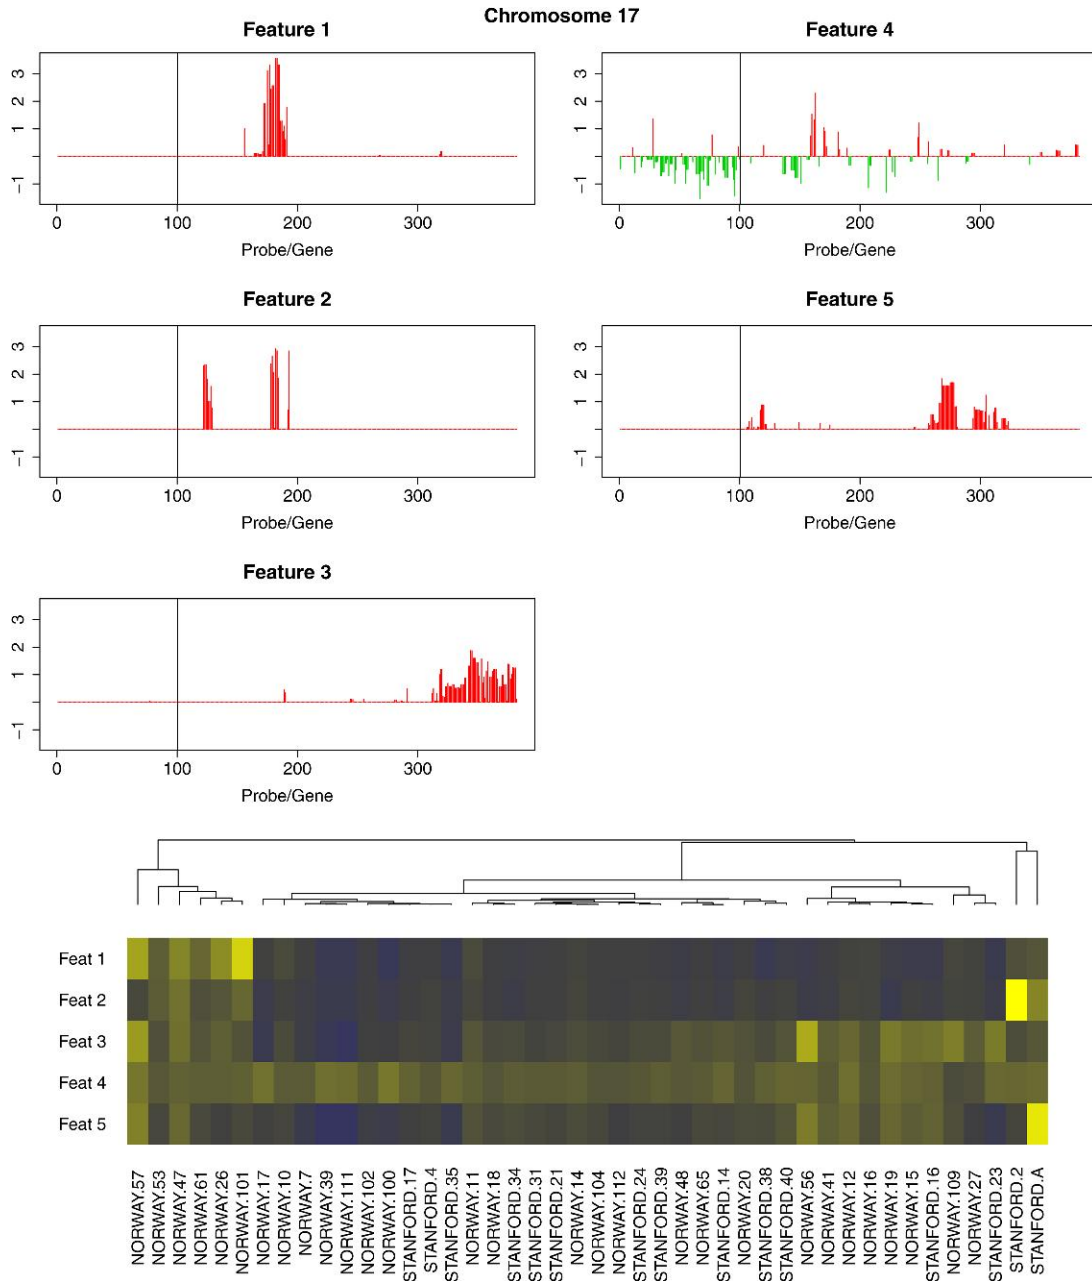 Chromosome 17
Feature 1
3
2
1
−1
0 100 200 300
Probe/Gene
Feature 4
3
2
1
−1
0 100 200 300
Probe/Gene
Feature 2
3
2
1
−1
0 100 200 300
Probe/Gene
Feature 5
3
2
1
−1
0 100 200 300
Probe/Gene
Feature 3
3
2
1
−1
0 100 200 300
Probe/Gene
Feat 1
Feat 2
Feat 3
Feat 4
Feat 5
NORWAY.57
NORWAY.53
NORWAY.47
NORWAY.61
NORWAY.26
NORWAY.101
NORWAY.17
NORWAY.10
NORWAY.7
NORWAY.39
NORWAY.111
NORWAY.102
NORWAY.100
STANFORD.17
STANFORD.4
STANFORD.35
NORWAY.11
NORWAY.18
STANFORD.34
STANFORD.31
STANFORD.21
NORWAY.14
NORWAY.104
NORWAY.112
STANFORD.24
STANFORD.39
NORWAY.48
NORWAY.65
STANFORD.14
NORWAY.20
STANFORD.38
STANFORD.40
NORWAY.56
NORWAY.41
NORWAY.12
NORWAY.16
NORWAY.19
NORWAY.15
STANFORD.16
NORWAY.109
NORWAY.27
STANFORD.23
STANFORD.2
STANFORD.A